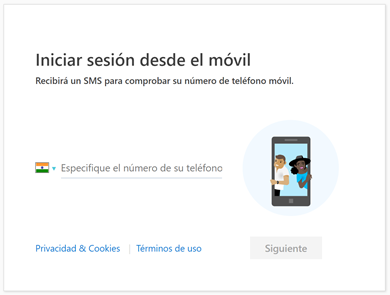 Iniciar sesión desde el móvil
Recibirá un SMS para comprobar su número de teléfono móvil.
Especifique el número de su teléfono
Privacidad & Cookies | Términos de uso
Siguiente